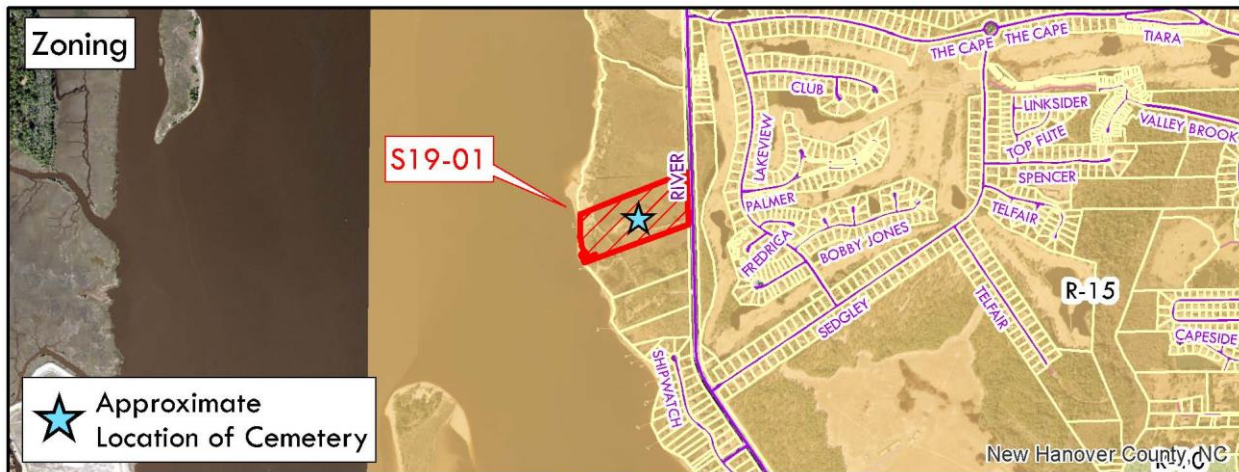 Zoning
THE CAPE
THE CAPE
TIARA
CLUB
LINKSIDER
TOP FLITE
VALLEY BROOK
S19-01
RIVER
LAKEVIEW
SPENCER
PALMER
TELFAIR
FREDRICA
BOBBY JONES
R-15
SEDGLEY
TELFAIR
CAPESIDE
SHIPWATCH
Approximate
Location of Cemetery
New Hanover County, NC